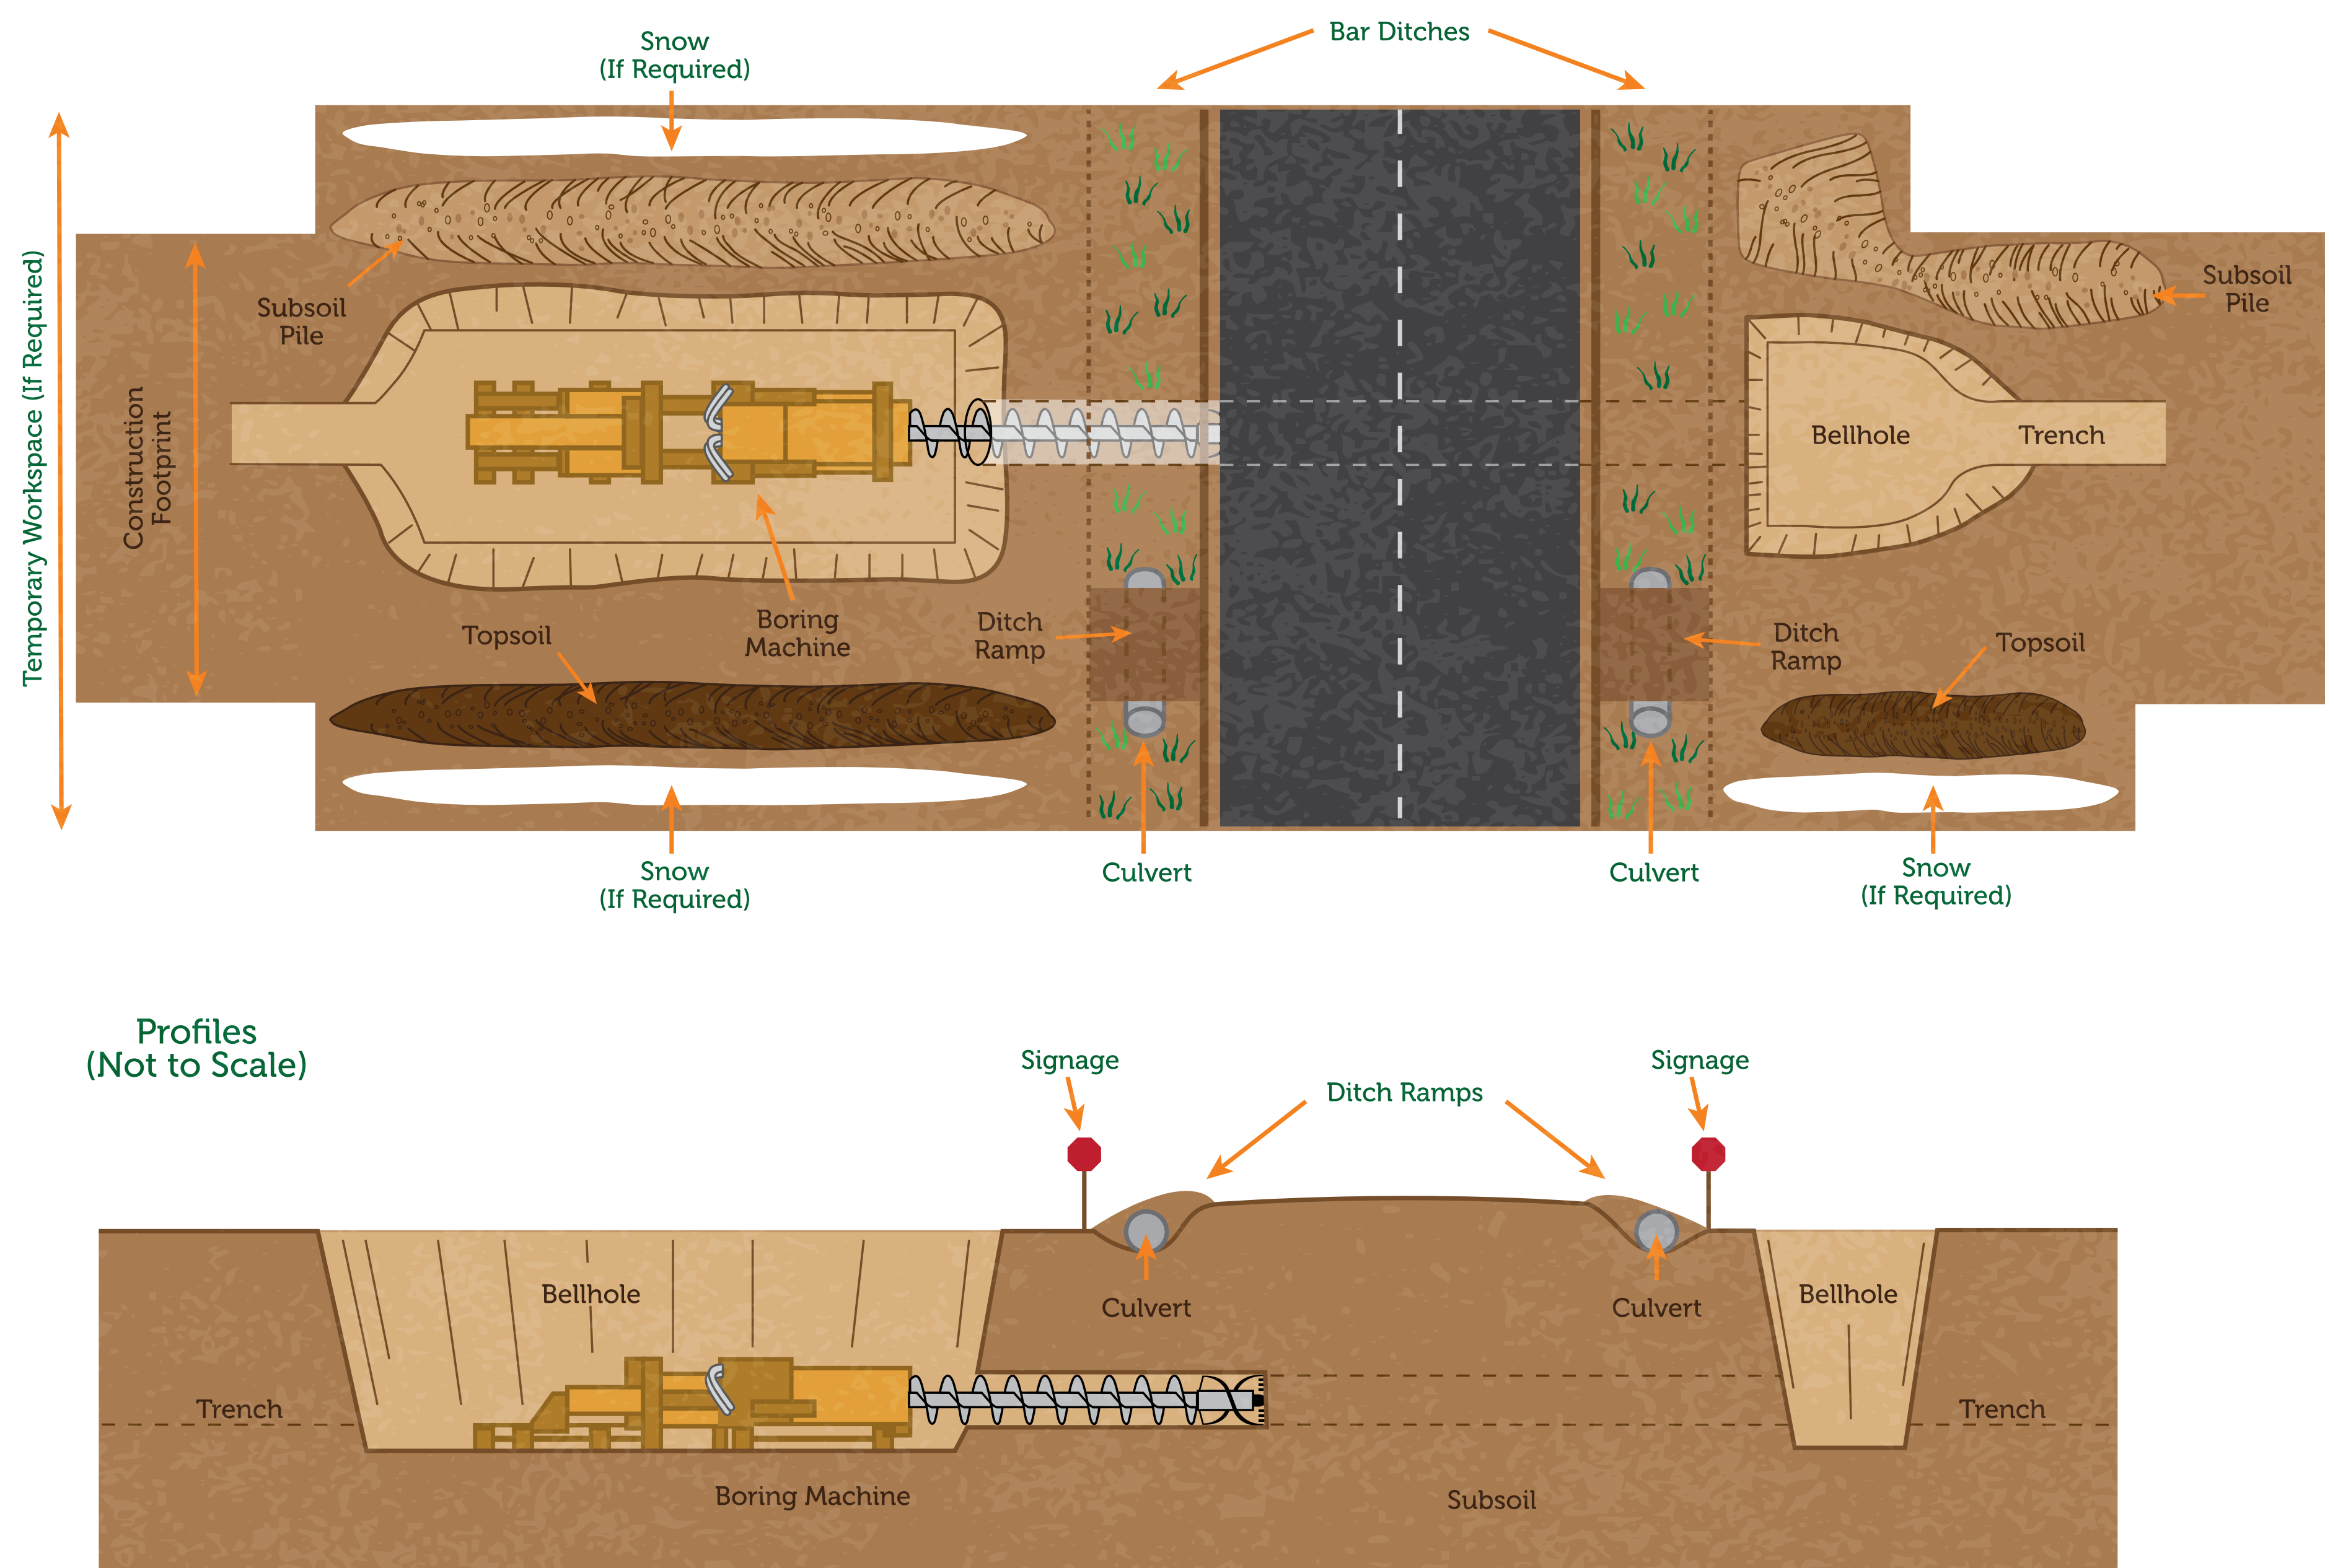 Bar Ditches
Snow
(If Required)
Temporary Workspace (If Required)
Construction
Footprint
Subsoil
Pile
Subsoil
Pile
Bellhole
Trench
Topsoil
Boring
Machine
Ditch
Ramp
Ditch
Ramp
Topsoil
Snow
(If Required)
Culvert
Culvert
Snow
(If Required)
Profiles
(Not to Scale)
Signage
Ditch Ramps
Signage
Bellhole
Culvert
Culvert
Bellhole
Trench
Trench
Boring Machine
Subsoil